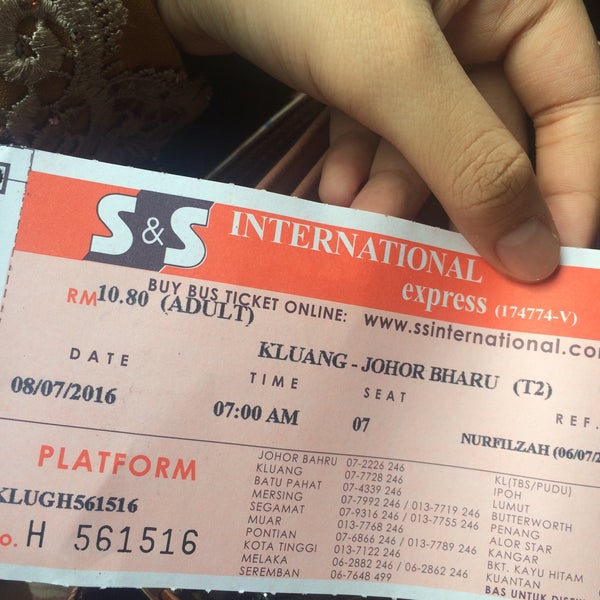 S&S INTERNATIONAL
express (174774-V)
BUY BUS TICKET ONLINE: www.ssinternational.com
RM10.80 (ADULT)
KLUANG - JOHOR BHARU (T2)
DATE TIME SEAT REF.
08/07/2016 07:00 AM 07 NURFILZAH (06/07/2
PLATFORM
KLUGH561516
No. H 561516
JOHOR BAHRU 07-2226 246
KLUANG 07-7728 246
BATU PAHAT 07-4339 246
MERSING 07-7992 246 / 013-7719 246
SEGAMAT 07-9316 246 / 013-7755 246
MUAR 013-7768 246
PONTIAN 07-6866 246 / 013-7789 246
KOTA TINGGI 013-7122 246
MELAKA 06-2882 246 / 06-2862 246
SEREMBAN 06-7648 499
KL(TBS/PUDU)
IPOH
LUMUT
BUTTERWORTH
PENANG
ALOR STAR
KANGAR
BKT. KAYU HITAM
KUANTAN
BAS UNTUK